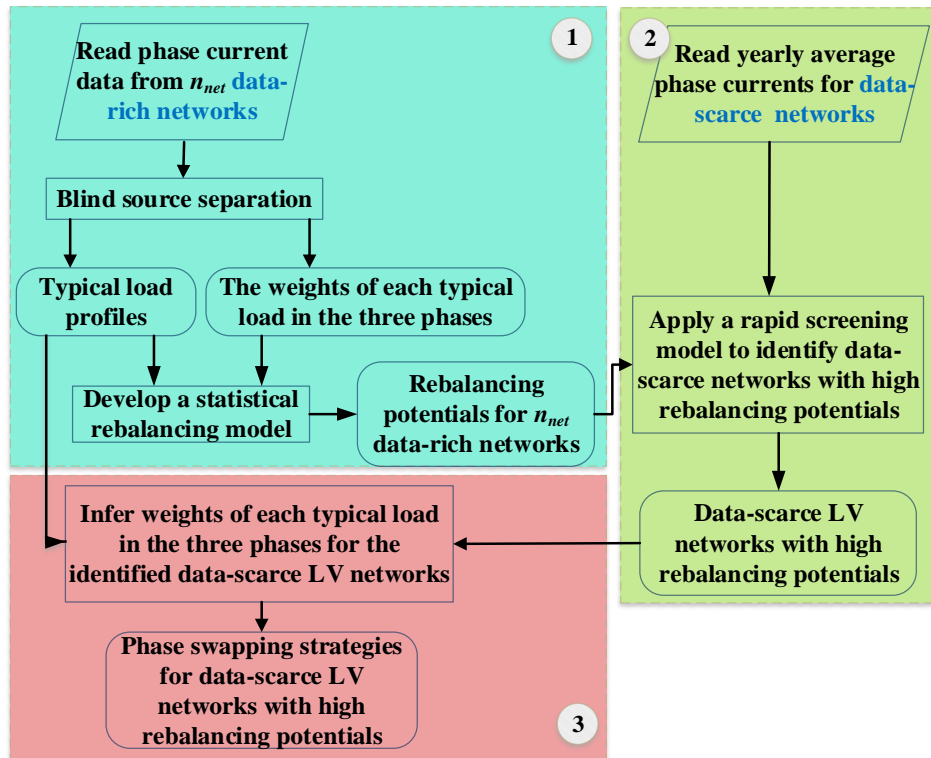 1
Read phase current
data from n_net data-
rich networks
Blind source separation
Typical load
profiles
The weights of each typical
load in the three phases
Develop a statistical
rebalancing model
Rebalancing
potentials for n_net
data-rich networks
2
Read yearly average
phase currents for data-
scarce networks
Apply a rapid screening
model to identify data-
scarce networks with high
rebalancing potentials
Data-scarce LV
networks with high
rebalancing potentials
Infer weights of each typical load
in the three phases for the
identified data-scarce LV networks
Phase swapping strategies
for data-scarce LV
networks with high
rebalancing potentials
3